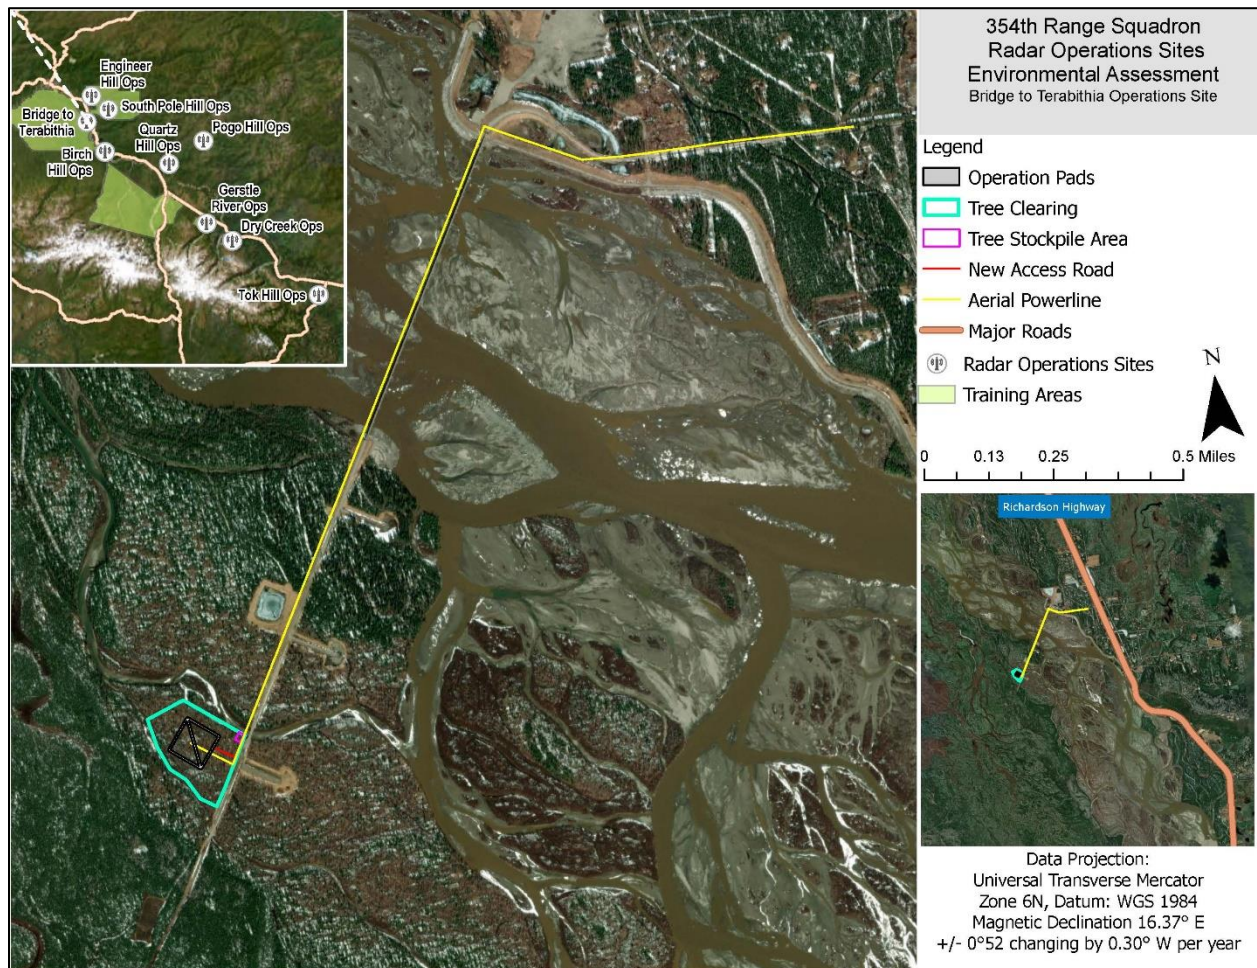 Engineer
Hill Ops
South Pole Hill Ops
Bridge to
Terabithia
Quartz
Hill Ops
Pogo Hill Ops
Birch
Hill Ops
Gerstle
River Ops
Dry Creek Ops
Tok Hill Ops
354th Range Squadron
Radar Operations Sites
Environmental Assessment
Bridge to Terabithia Operations Site
Legend
Operation Pads
Tree Clearing
Tree Stockpile Area
New Access Road
Aerial Powerline
Major Roads
Radar Operations Sites
Training Areas
N
0 0.13 0.25 0.5 Miles
Richardson Highway
Data Projection:
Universal Transverse Mercator
Zone 6N, Datum: WGS 1984
Magnetic Declination 16.37° E
+/- 0°52 changing by 0.30° W per year